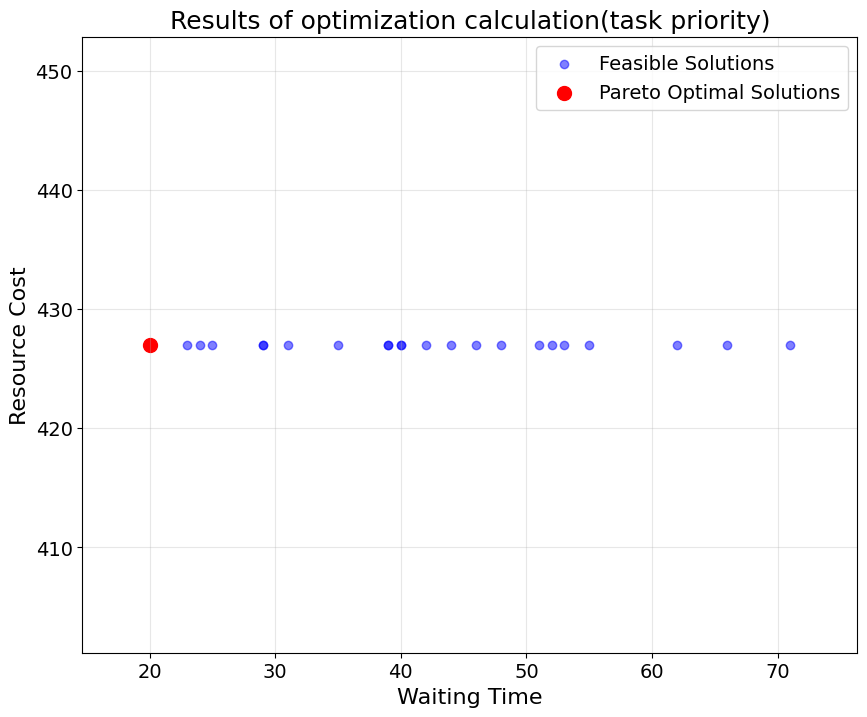 Results of optimization calculation(task priority)
Feasible Solutions
Pareto Optimal Solutions
Resource Cost
450
440
430
420
410
20 30 40 50 60 70
Waiting Time